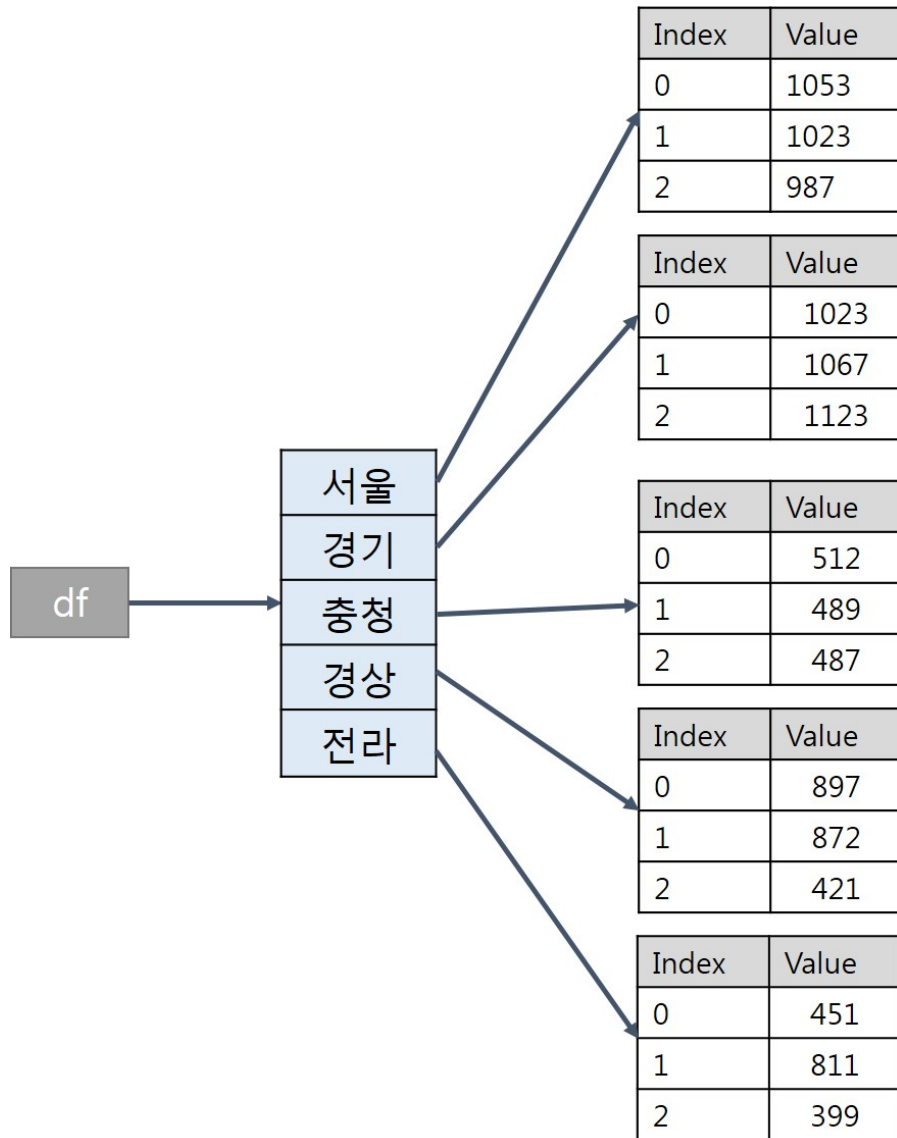 df
서울
경기
충청
경상
전라
Index Value
0 1053
1 1023
2 987
Index Value
0 1023
1 1067
2 1123
Index Value
0 512
1 489
2 487
Index Value
0 897
1 872
2 421
Index Value
0 451
1 811
2 399